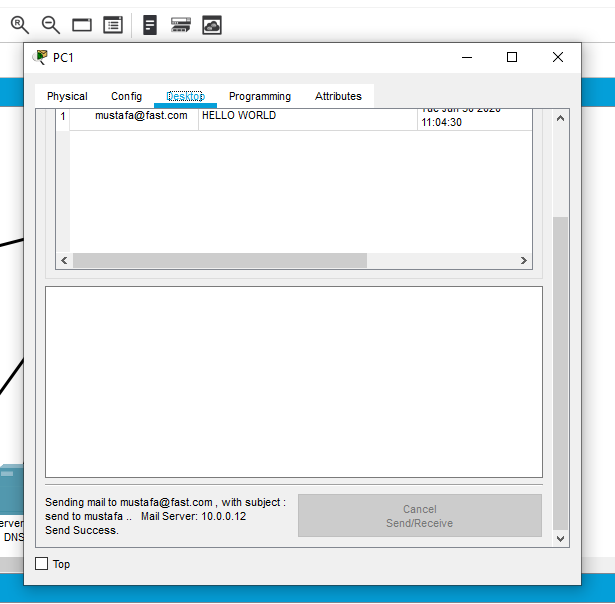 PC1
Physical Config Desktop Programming Attributes
1 mustafa@fast.com HELLO WORLD Tue Jun 30 2020
11:04:30
Sending mail to mustafa@fast.com , with subject :
send to mustafa .. Mail Server: 10.0.0.12
Send Success.
Cancel
Send/Receive
Top
erver
DNS